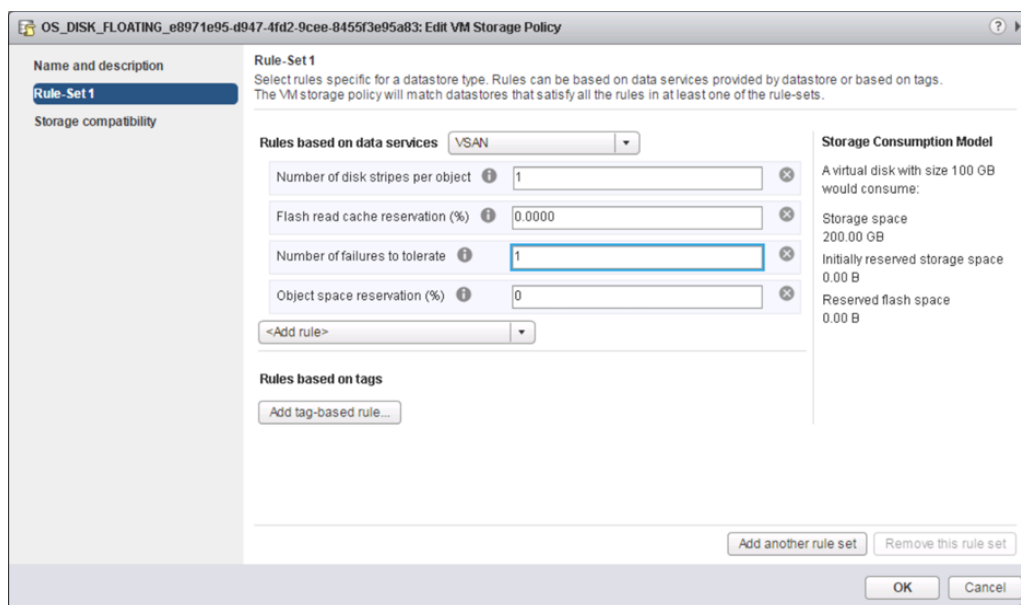 OS_DISK_FLOATING_e8971e95-d947-4fd2-9cee-8455f3e95a83: Edit VM Storage Policy
?
Name and description
Rule-Set 1
Storage compatibility
Rule-Set 1
Select rules specific for a datastore type. Rules can be based on data services provided by datastore or based on tags.
The VM storage policy will match datastores that satisfy all the rules in at least one of the rule-sets.
Rules based on data services VSAN
Number of disk stripes per object 1
Flash read cache reservation (%) 0.0000
Number of failures to tolerate 1
Object space reservation (%) 0
<Add rule>
Rules based on tags
Add tag-based rule...
Storage Consumption Model
A virtual disk with size 100 GB
would consume:
Storage space
200.00 GB
Initially reserved storage space
0.00 B
Reserved flash space
0.00 B
Add another rule set Remove this rule set
OK Cancel